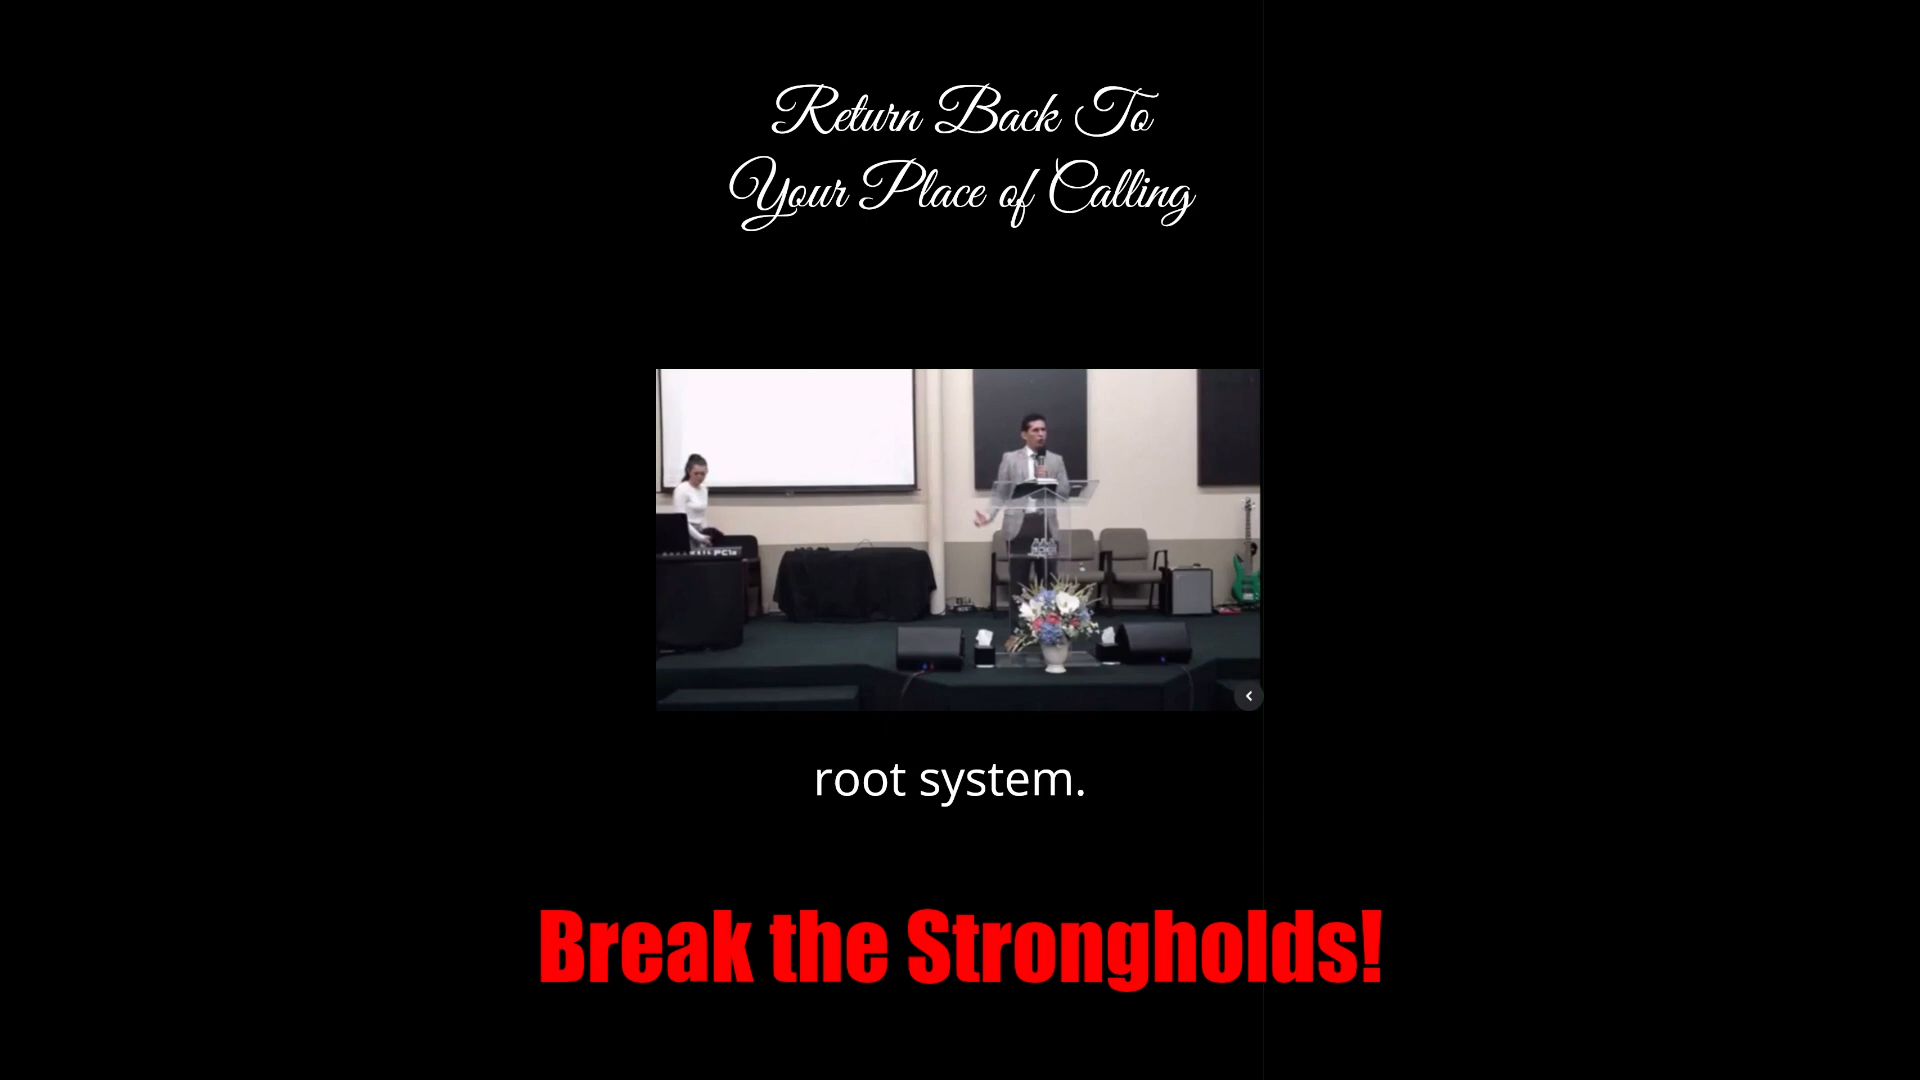 Return Back To
Your Place of Calling
root system.
Break the Strongholds!